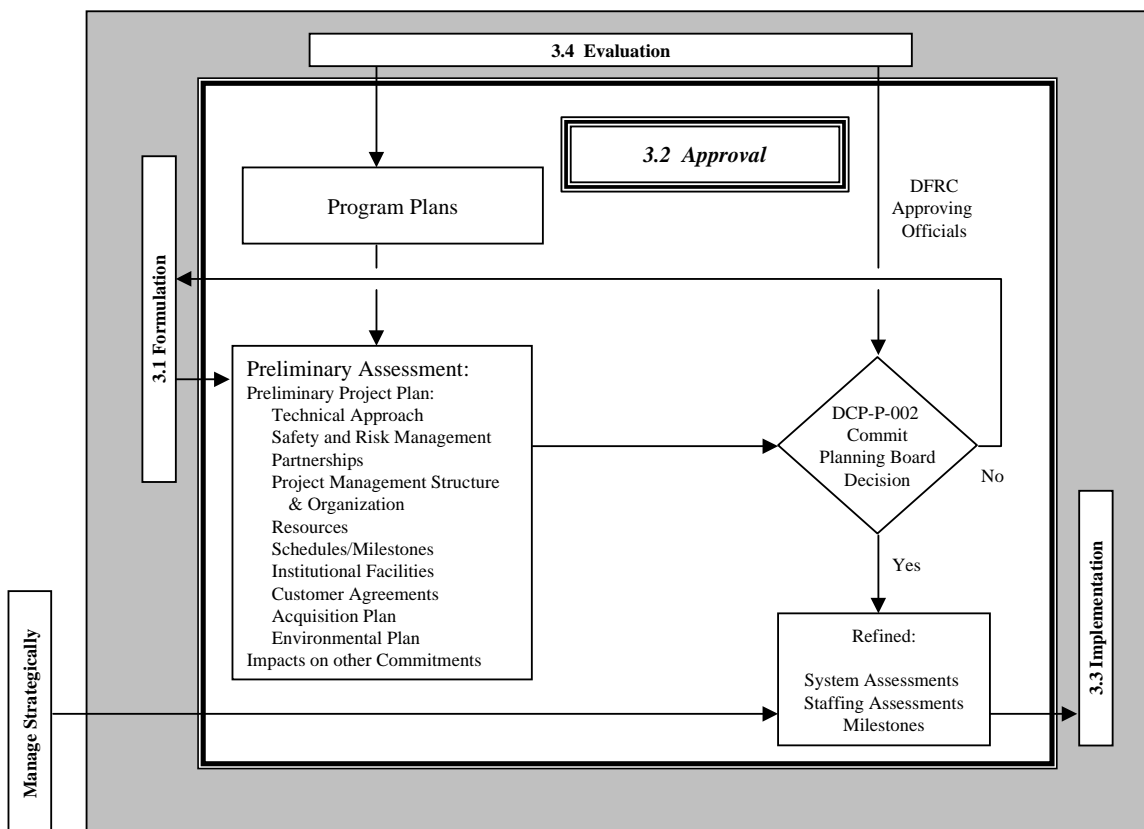 3.4 Evaluation
3.2 Approval
Program Plans
DFRC
Approving
Officials
3.1 Formulation
Preliminary Assessment:
Preliminary Project Plan:
Technical Approach
Safety and Risk Management
Partnerships
Project Management Structure
& Organization
Resources
Schedules/Milestones
Institutional Facilities
Customer Agreements
Acquisition Plan
Environmental Plan
Impacts on other Commitments
DCP-P-002
Commit
Planning Board
Decision
No
Yes
Refined:
System Assessments
Staffing Assessments
Milestones
3.3 Implementation
Manage Strategically